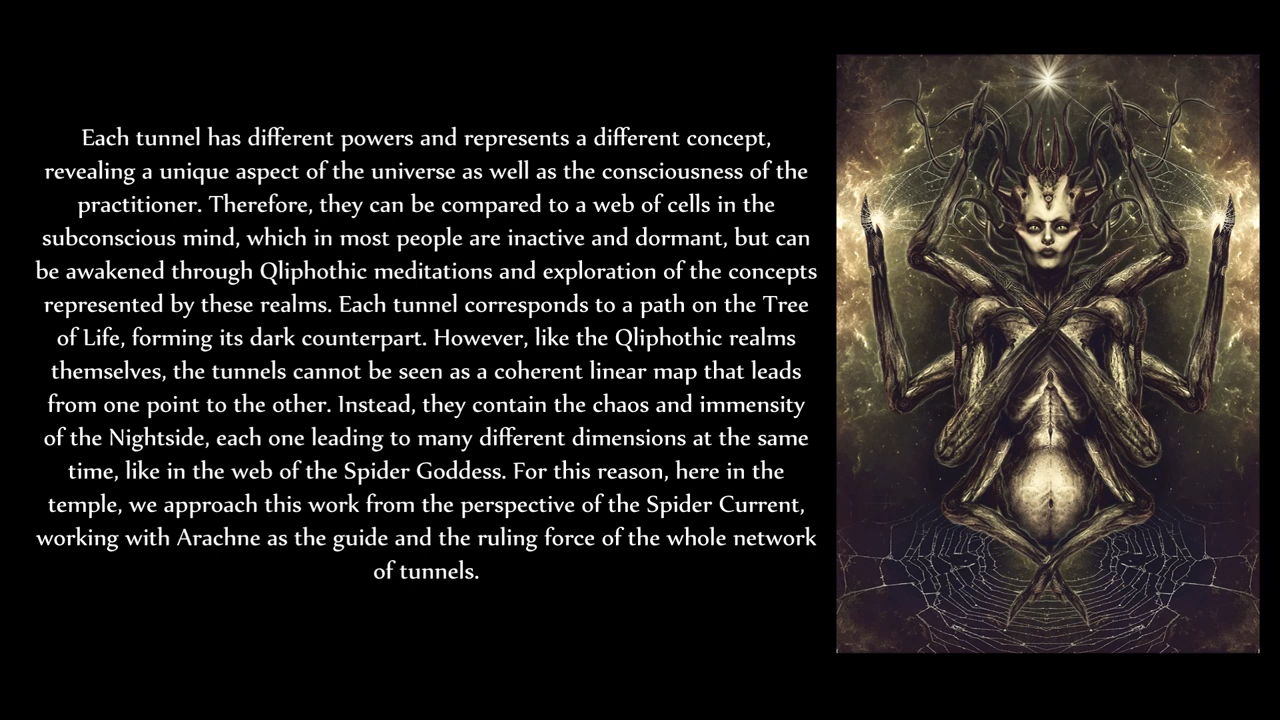 Each tunnel has different powers and represents a different concept,
revealing a unique aspect of the universe as well as the consciousness of the
practitioner. Therefore, they can be compared to a web of cells in the
subconscious mind, which in most people are inactive and dormant, but can
be awakened through Qliphothic meditations and exploration of the concepts
represented by these realms. Each tunnel corresponds to a path on the Tree
of Life, forming its dark counterpart. However, like the Qliphothic realms
themselves, the tunnels cannot be seen as a coherent linear map that leads
from one point to the other. Instead, they contain the chaos and immensity
of the Nightside, each one leading to many different dimensions at the same
time, like in the web of the Spider Goddess. For this reason, here in the
temple, we approach this work from the perspective of the Spider Current,
working with Arachne as the guide and the ruling force of the whole network
of tunnels.